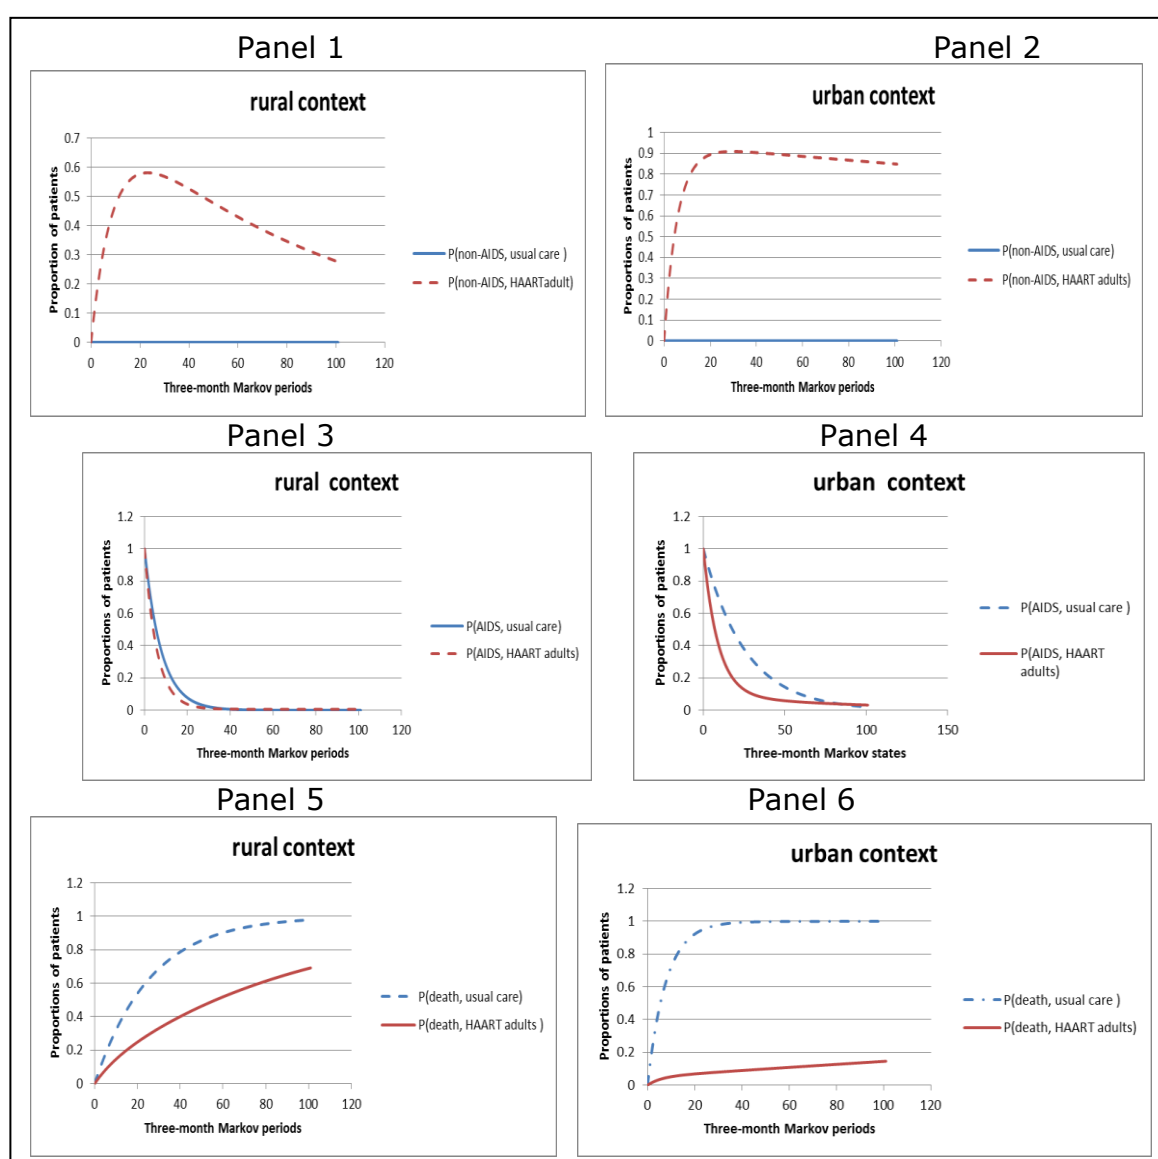 Panel 1
Panel 2
rural context
Proportion of patients
0.7
0.6
0.5
0.4
0.3
0.2
0.1
0
0 20 40 60 80 100 120
Three-month Markov periods
P(non-AIDS, usual care )
P(non-AIDS, HAARTadult)
urban context
Proportions of patients
1
0.9
0.8
0.7
0.6
0.5
0.4
0.3
0.2
0.1
0
0 20 40 60 80 100 120
Three-month Markov periods
P(non-AIDS, usual care)
P(non-AIDS, HAART adults)
Panel 3
Panel 4
rural context
Proportions of patients
1.2
1
0.8
0.6
0.4
0.2
0
0 20 40 60 80 100 120
Three-month Markov periods
P(AIDS, usual care)
P(AIDS, HAART adults)
urban context
Proportions of patients
1.2
1
0.8
0.6
0.4
0.2
0
0 50 100 150
Three-month Markov states
P(AIDS, usual care )
P(AIDS, HAART
adults)
Panel 5
Panel 6
rural context
Proportions of patients
1.2
1
0.8
0.6
0.4
0.2
0
0 20 40 60 80 100 120
Three-month Markov periods
P(death, usual care)
P(death, HAART adults )
urban context
Proportions of patients
1.2
1
0.8
0.6
0.4
0.2
0
0 20 40 60 80 100 120
Three-month Markov periods
P(death, usual care )
P(death, HAART adults)